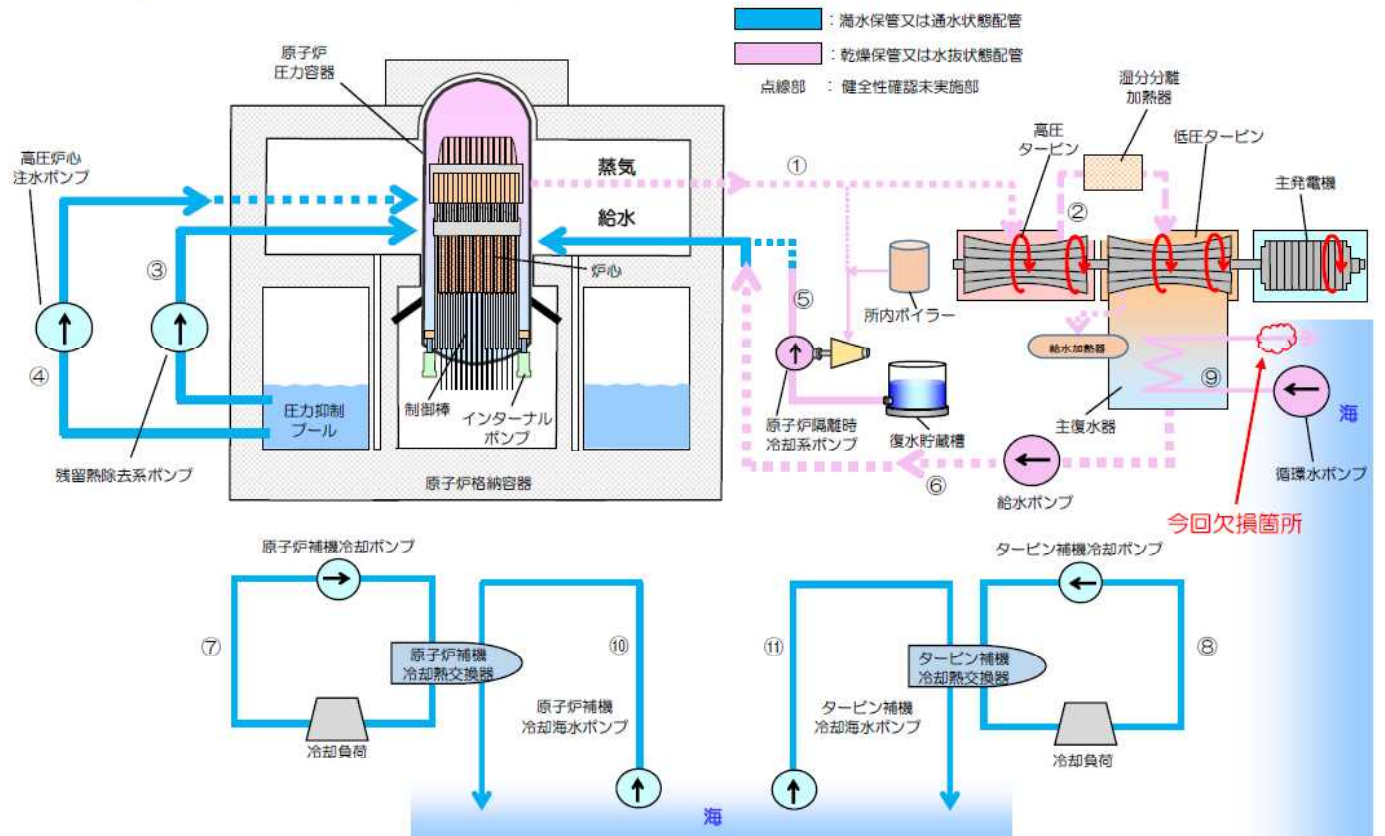 ：満水保管又は通水状態配管
：乾燥保管又は水抜状態配管
点線部 ： 健全性確認未実施部
原子炉
圧力容器
湿分分離
加熱器
高圧
タービン
低圧タービン
主発電機
高圧炉心
注水ポンプ
蒸気
給水
①
②
③
④
炉心
⑤
所内ボイラー
給水加熱器
⑨
圧力抑制
プール
制御棒
インターナル
ポンプ
原子炉隔離時
冷却系ポンプ
復水貯蔵槽
主復水器
海
循環水ポンプ
残留熱除去系ポンプ
原子炉格納容器
⑥
給水ポンプ
今回欠損箇所
原子炉補機冷却ポンプ
タービン補機冷却ポンプ
⑦
原子炉補機
冷却熱交換器
⑩
⑪
タービン補機
冷却熱交換器
⑧
原子炉補機
冷却海水ポンプ
タービン補機
冷却海水ポンプ
冷却負荷
冷却負荷
海